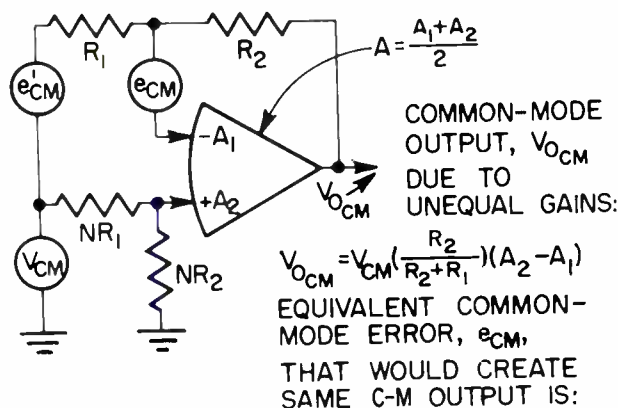 R₁
R₂
A = (A₁+A₂)/2
e'CM
eCM
-A₁
+A₂
VOCM
NR₁
NR₂
VCM
COMMON-MODE
OUTPUT, VOCM
DUE TO
UNEQUAL GAINS:
VOCM = VCM(R₂/(R₂+R₁))(A₂-A₁)
EQUIVALENT COMMON-
MODE ERROR, eCM,
THAT WOULD CREATE
SAME C-M OUTPUT IS: